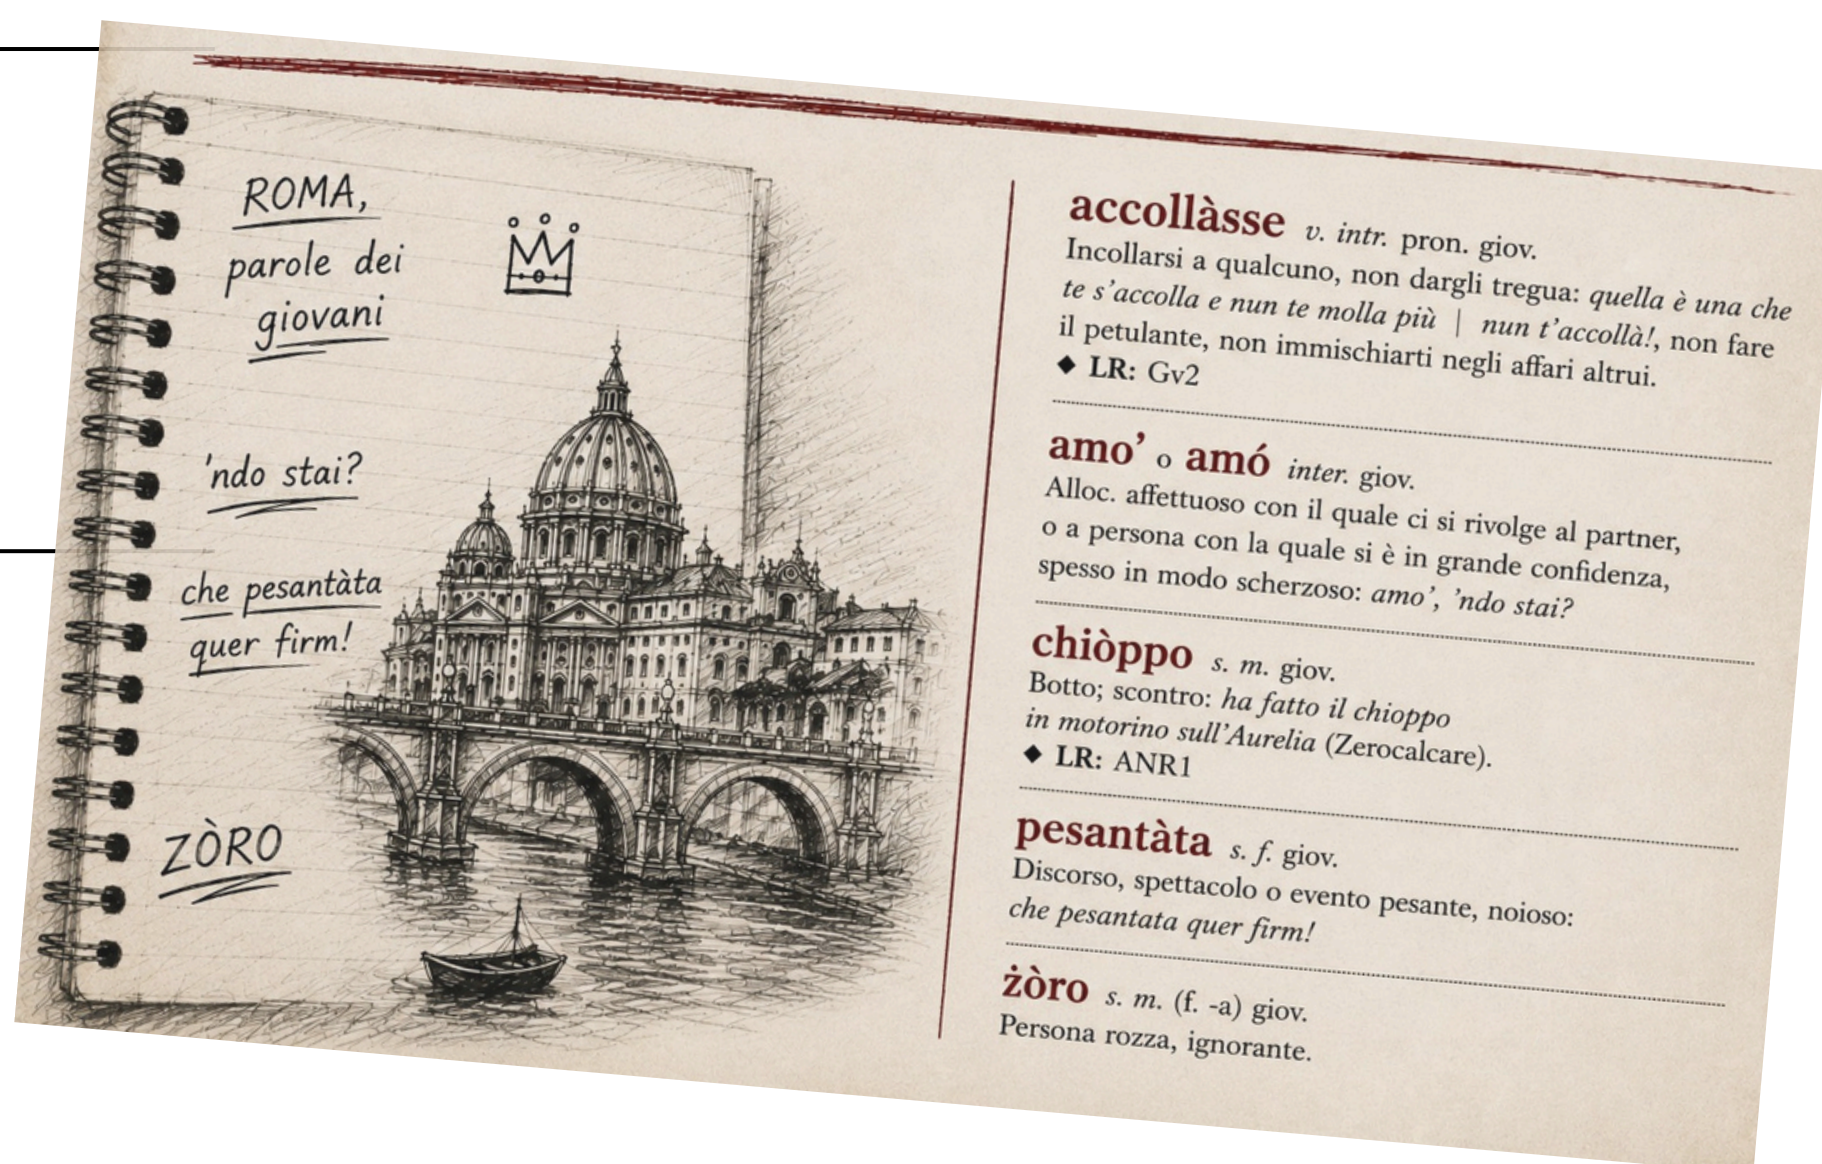 ROMA,
parole dei
giovani
'ndo stai?
che pesantàta
quer firm!
ZÒRO
accollàsse v. intr. pron. giov.
Incollarsi a qualcuno, non dargli tregua: quella è una che
te s’accolla e nun te molla più | nun t’accollà!, non fare
il petulante, non immischiarti negli affari altrui.
◆ LR: Gv2
amo’ o amó inter. giov.
Alloc. affettuoso con il quale ci si rivolge al partner,
o a persona con la quale si è in grande confidenza,
spesso in modo scherzoso: amo’, ’ndo stai?
chiòppo s. m. giov.
Botto; scontro: ha fatto il chioppo
in motorino sull’Aurelia (Zerocalcare).
◆ LR: ANR1
pesantàta s. f. giov.
Discorso, spettacolo o evento pesante, noioso:
che pesantata quer firm!
żòro s. m. (f. -a) giov.
Persona rozza, ignorante.